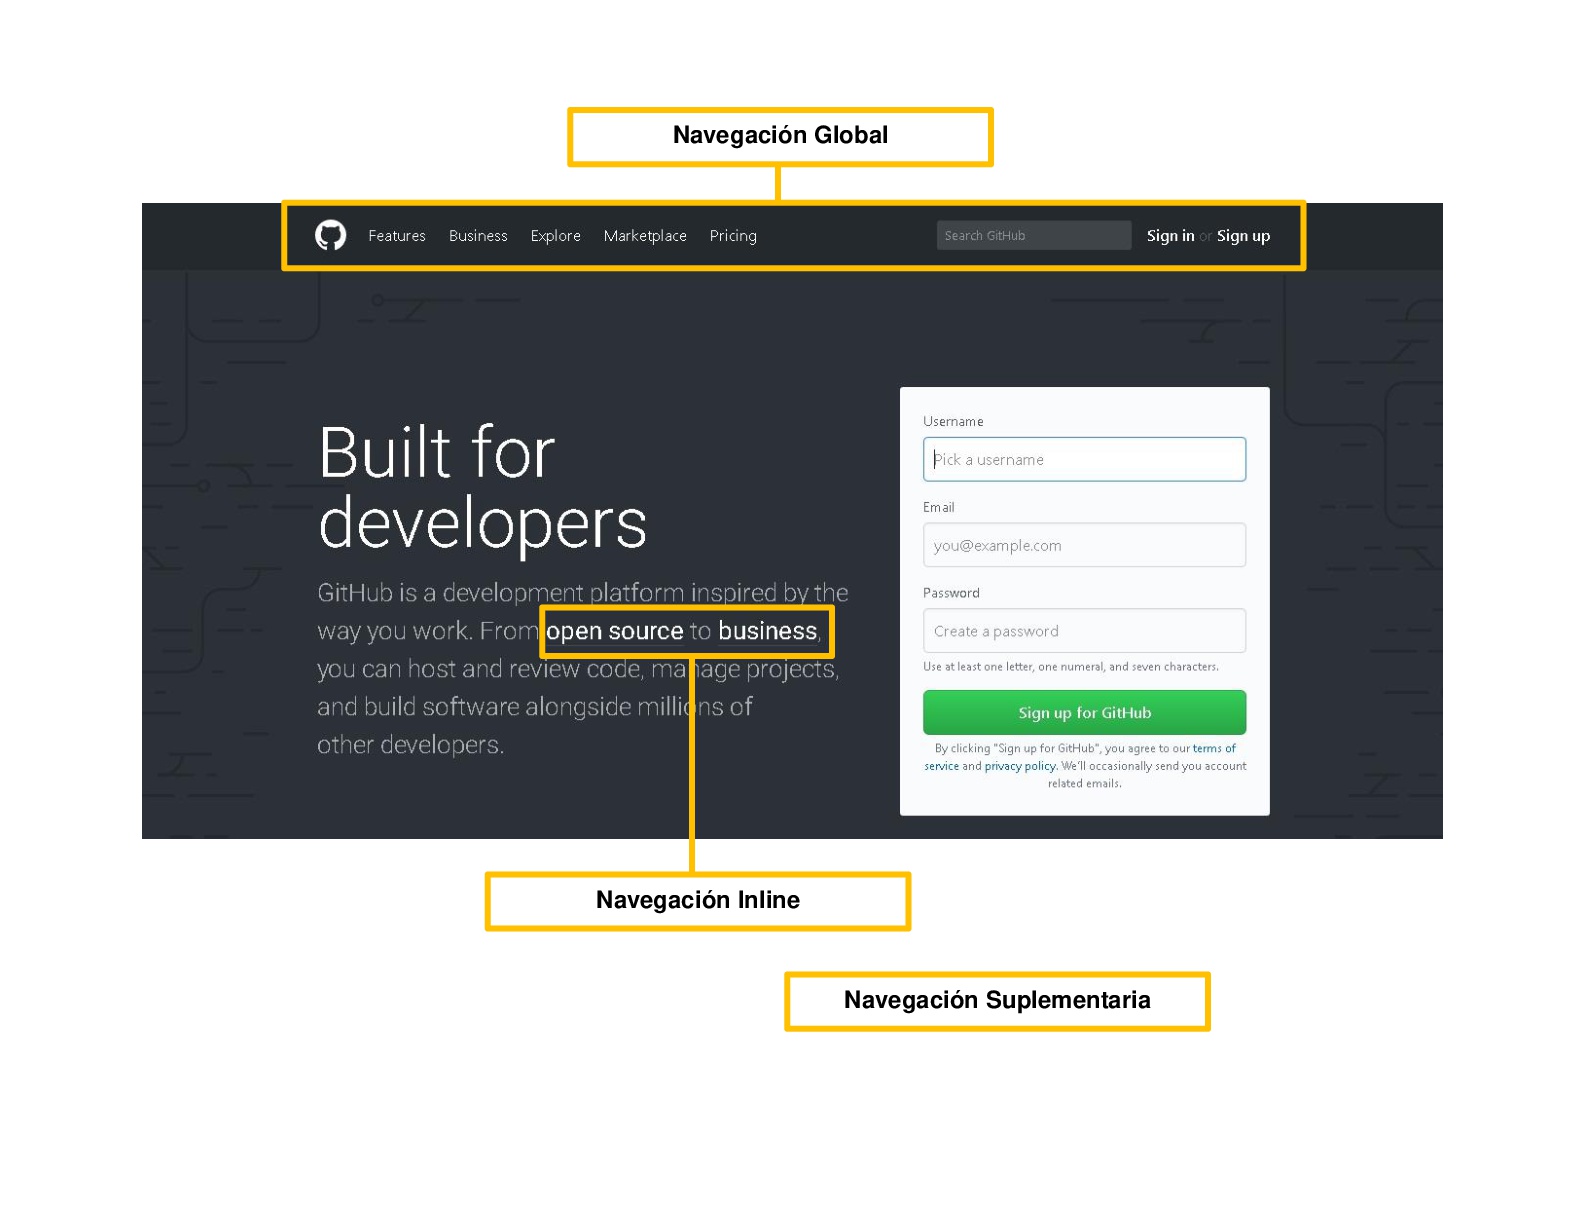 Navegación Global
Features Business Explore Marketplace Pricing Search GitHub Sign in or Sign up
Built for
developers
GitHub is a development platform inspired by the
way you work. From open source to business,
you can host and review code, manage projects,
and build software alongside millions of
other developers.
Username
Pick a username
Email
you@example.com
Password
Create a password
Use at least one letter, one numeral, and seven characters.
Sign up for GitHub
By clicking "Sign up for GitHub", you agree to our terms of
service and privacy policy. We'll occasionally send you account
related emails.
Navegación Inline
Navegación Suplementaria